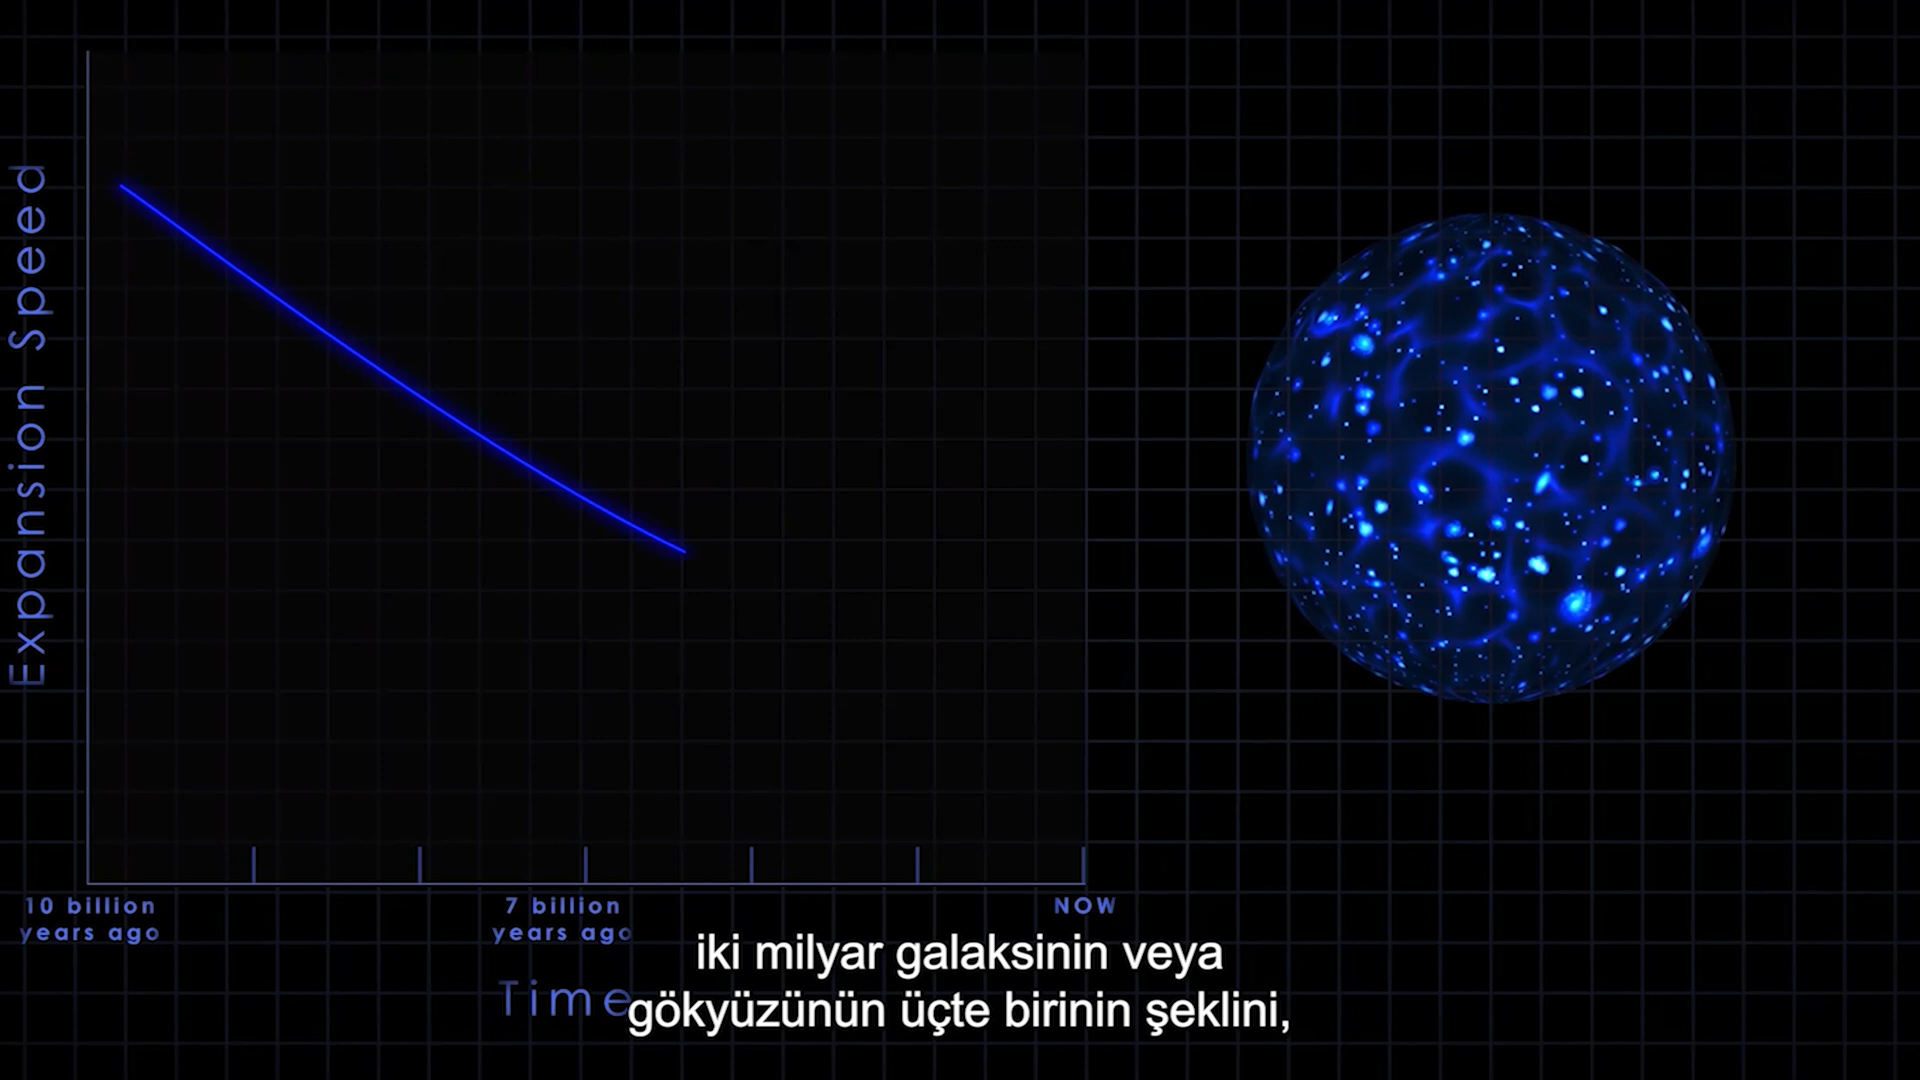 Expansion Speed
10 billion
years ago
7 billion
years ago
NOW
Time
iki milyar galaksinin veya
gökyüzünün üçte birinin şeklini,